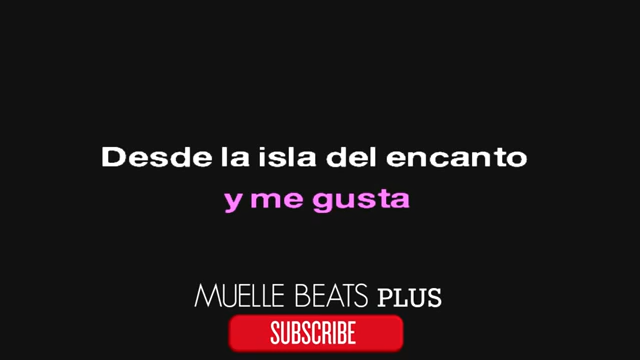 Desde la isla del encanto
y me gusta
MUELLE BEATS PLUS
SUBSCRIBE